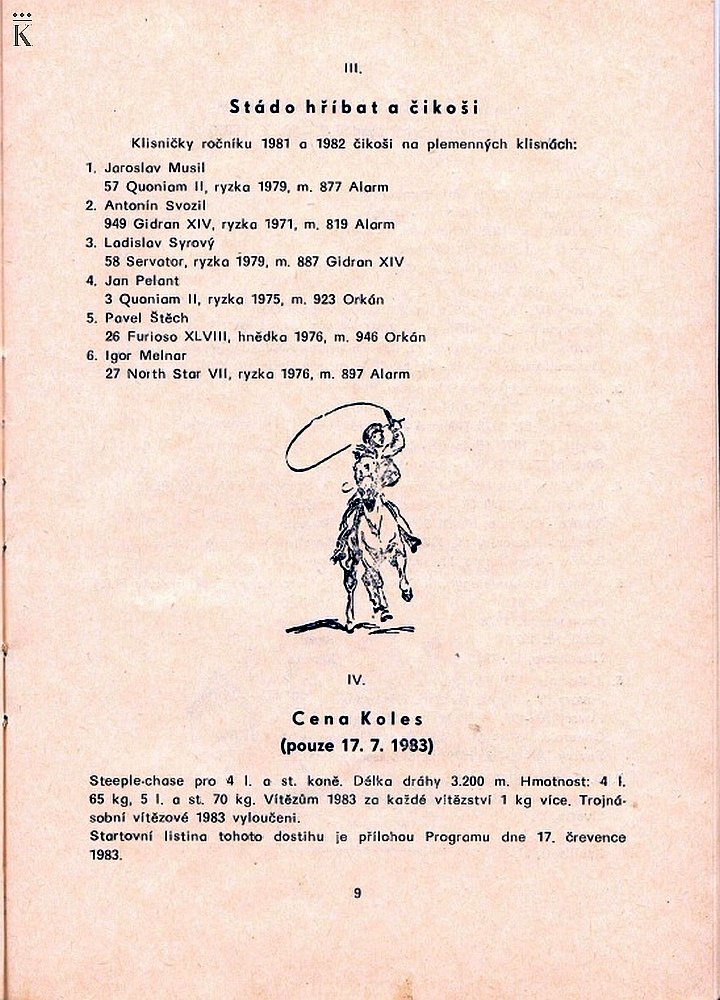 K
III.
Stádo hříbat a čikoši
Klisničky ročníku 1981 a 1982 čikoši na plemenných klisnách:
1. Jaroslav Musil
57 Quoniam II, ryzka 1979, m. 877 Alarm
2. Antonín Svozil
949 Gidran XIV, ryzka 1971, m. 819 Alarm
3. Ladislav Syrový
58 Servator, ryzka 1979, m. 887 Gidran XIV
4. Jan Pelant
3 Quoniam II, ryzka 1975, m. 923 Orkán
5. Pavel Štěch
26 Furioso XLVIII, hnědka 1976, m. 946 Orkán
6. Igor Melnar
27 North Star VII, ryzka 1976, m. 897 Alarm
IV.
Cena Koles
(pouze 17. 7. 1983)
Steeple-chase pro 4 l. a st. koně. Délka dráhy 3.200 m. Hmotnost: 4 l.
65 kg, 5 l. a st. 70 kg. Vítězům 1983 za každé vítězství 1 kg více. Trojná-
sobní vítězové 1983 vyloučeni.
Startovní listina tohoto dostihu je přílohou Programu dne 17. črevence
1983.
9